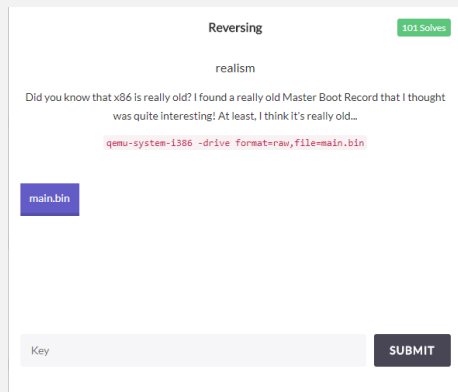 Reversing
101 Solves
realism
Did you know that x86 is really old? I found a really old Master Boot Record that I thought
was quite interesting! At least, I think it's really old...
qemu-system-i386 -drive format=raw,file=main.bin
main.bin
Key
SUBMIT